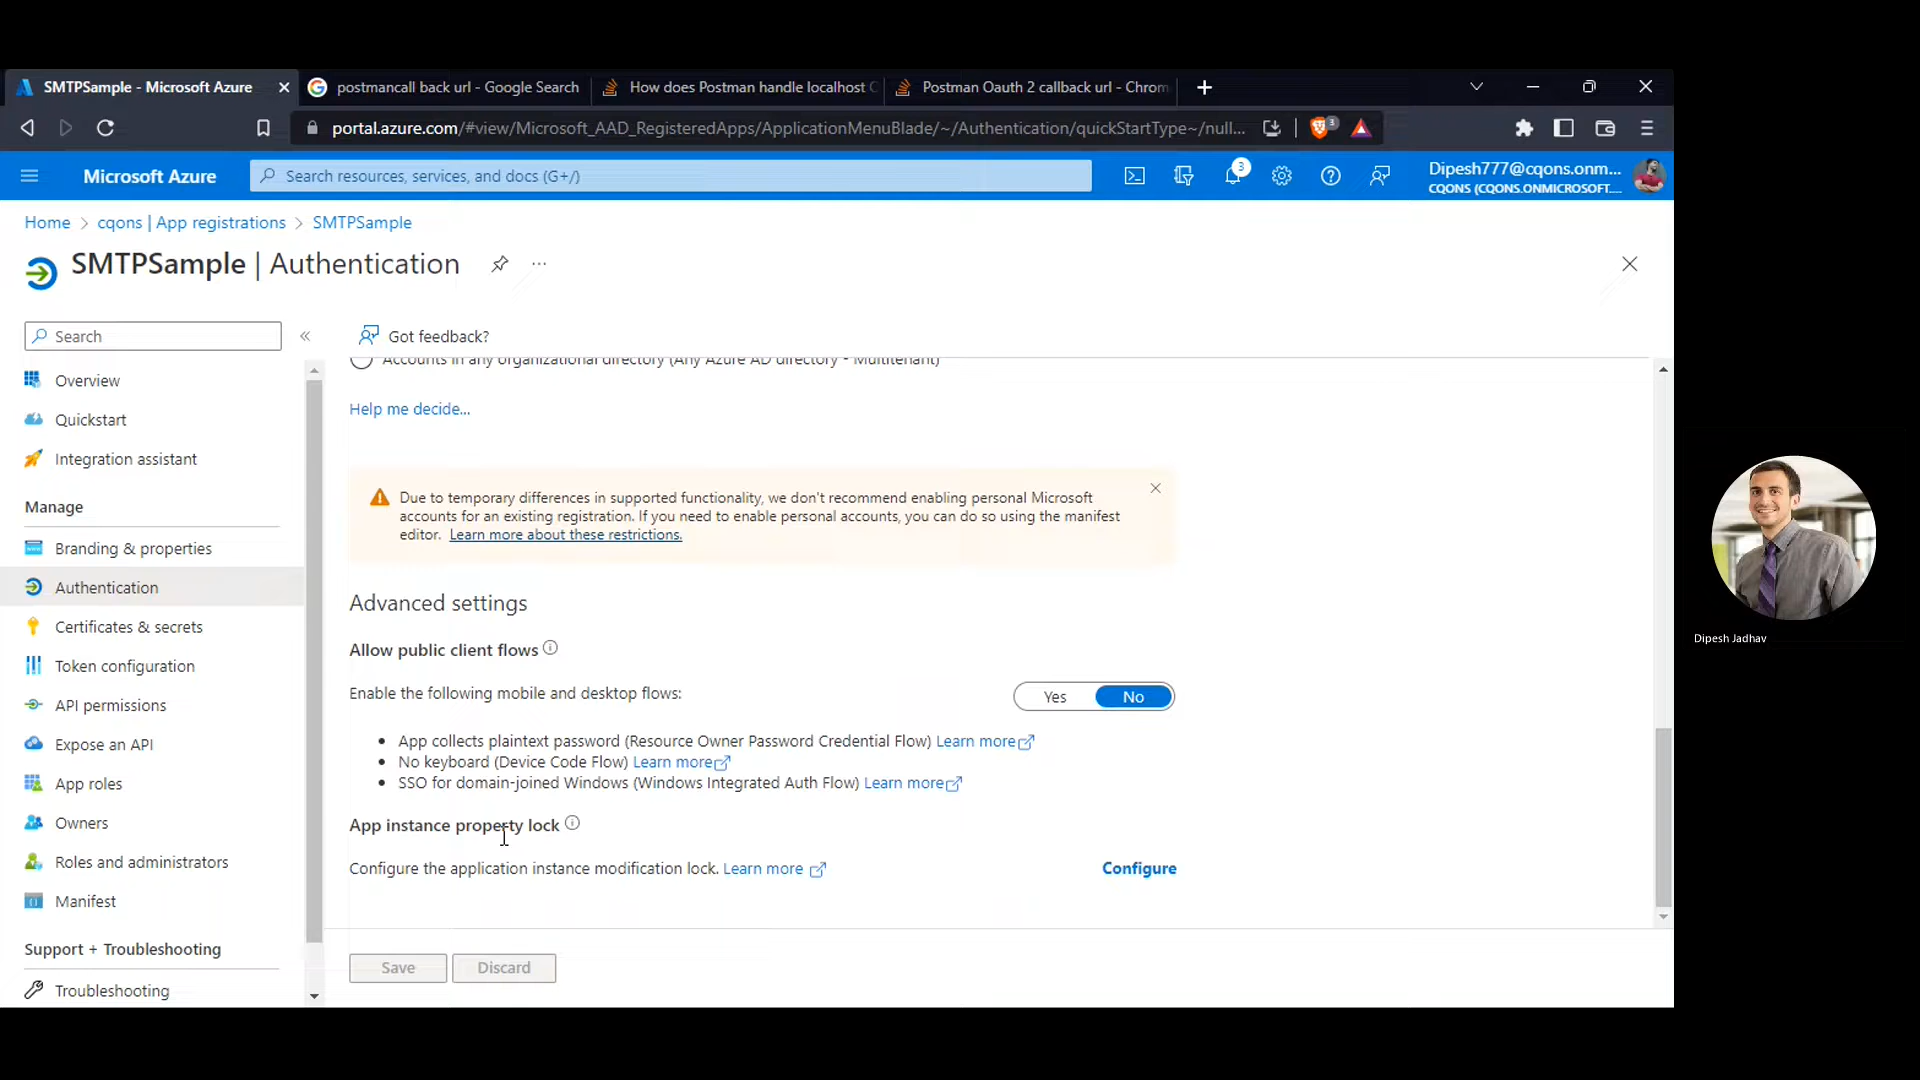 SMTPSample - Microsoft Azure
postmancall back url - Google Search
How does Postman handle localhost C
Postman Oauth 2 callback url - Chrom
portal.azure.com/#view/Microsoft_AAD_RegisteredApps/ApplicationMenuBlade/~/Authentication/quickStartType~/null...
3
Microsoft Azure
Search resources, services, and docs (G+/)
3
Dipesh777@cqons.onm...
CQONS (CQONS.ONMICROSOFT....
Home > cqons | App registrations > SMTPSample
SMTPSample | Authentication
...
Search
«
Got feedback?
Overview
Quickstart
Integration assistant
Manage
Branding & properties
Authentication
Certificates & secrets
Token configuration
API permissions
Expose an API
App roles
Owners
Roles and administrators
Manifest
Support + Troubleshooting
Troubleshooting
Accounts in any organizational directory (Any Azure AD directory - Multitenant)
Help me decide...
Due to temporary differences in supported functionality, we don't recommend enabling personal Microsoft
accounts for an existing registration. If you need to enable personal accounts, you can do so using the manifest
editor. Learn more about these restrictions.
Advanced settings
Allow public client flows
Enable the following mobile and desktop flows:
Yes No
• App collects plaintext password (Resource Owner Password Credential Flow) Learn more
• No keyboard (Device Code Flow) Learn more
• SSO for domain-joined Windows (Windows Integrated Auth Flow) Learn more
App instance property lock
Configure the application instance modification lock. Learn more
Configure
Save
Discard
Dipesh Jadhav